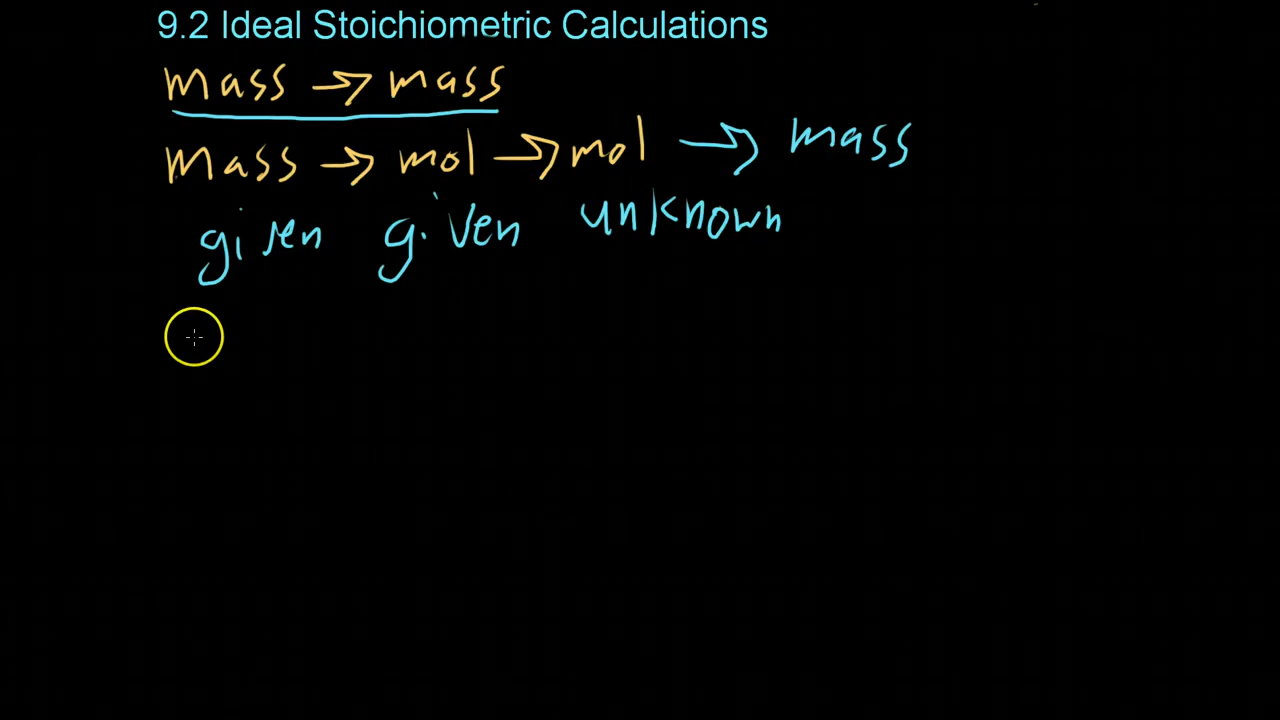 9.2 Ideal Stoichiometric Calculations
mass → mass
mass → mol → mol → mass
given given unknown